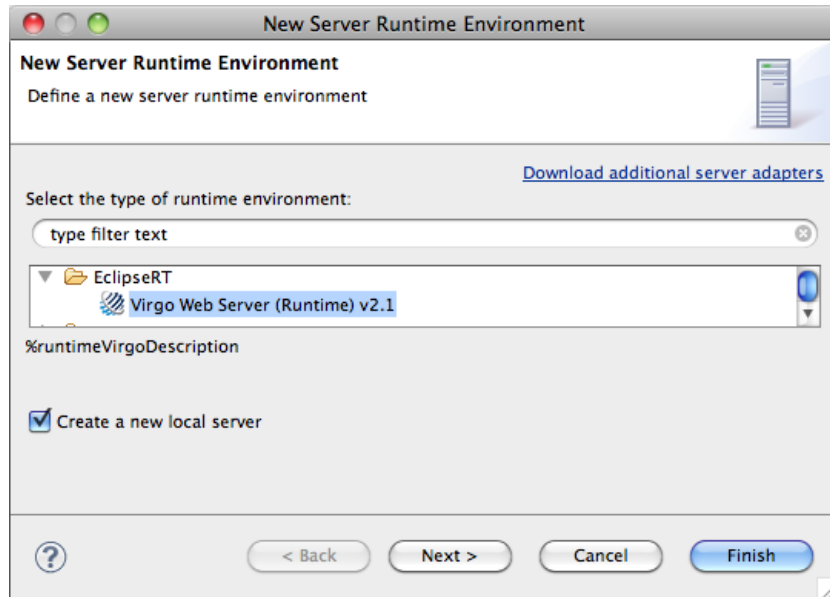 New Server Runtime Environment
New Server Runtime Environment
Define a new server runtime environment
Download additional server adapters
Select the type of runtime environment:
type filter text
EclipseRT
Virgo Web Server (Runtime) v2.1
%runtimeVirgoDescription
Create a new local server
?
< Back
Next >
Cancel
Finish